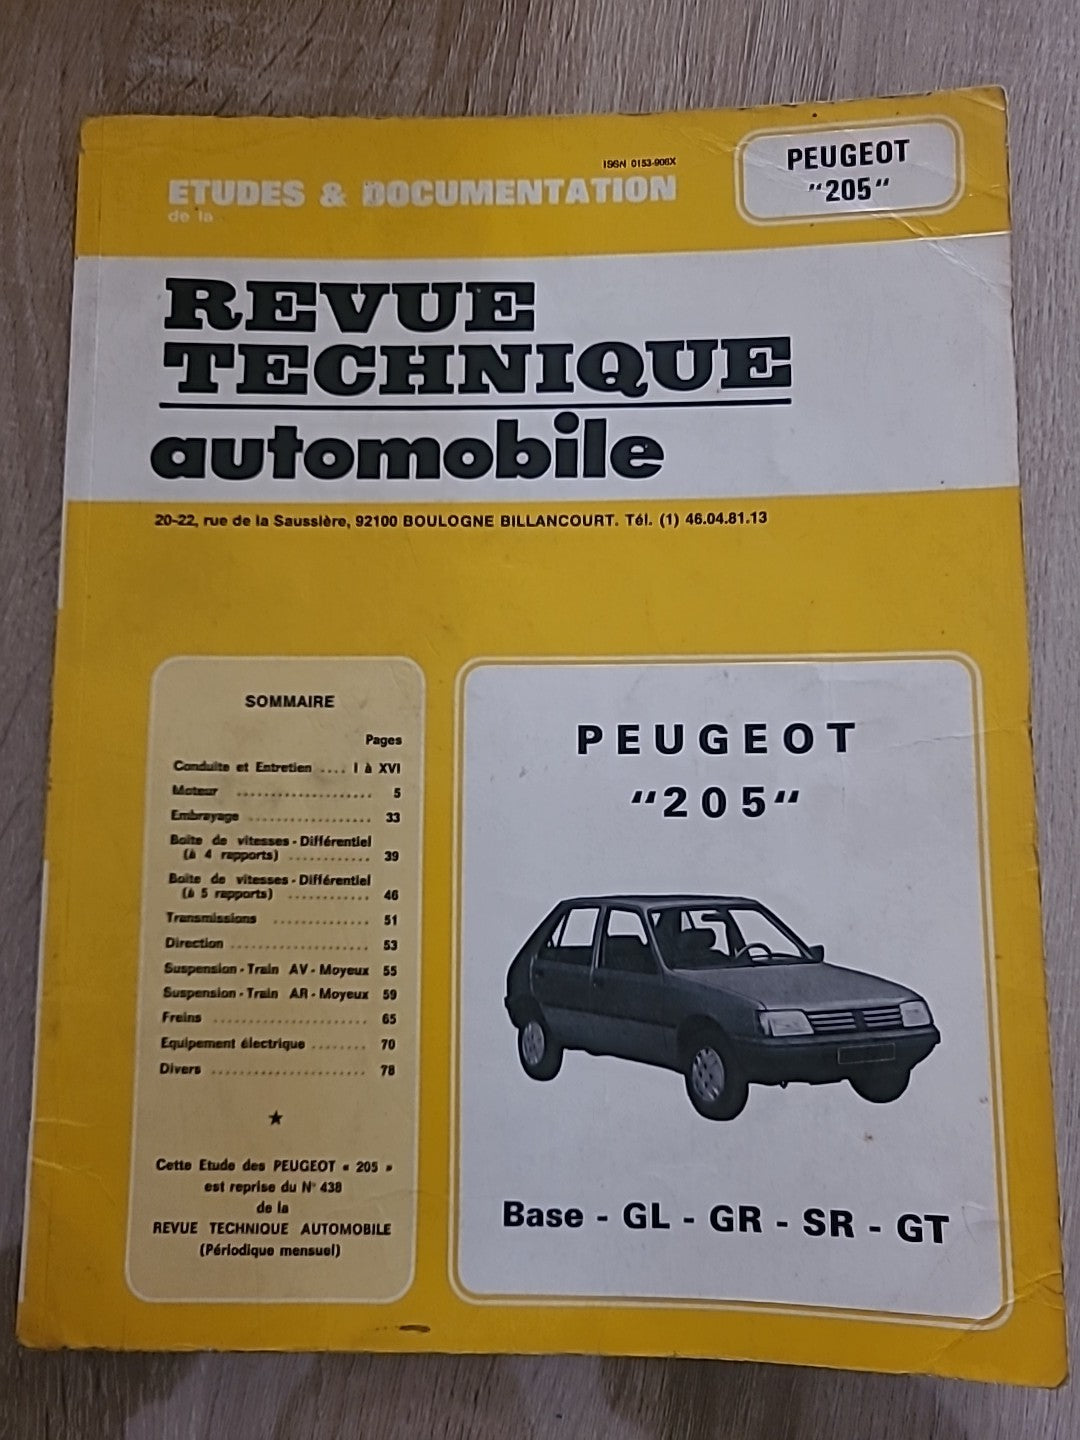 ISSN 0153-906X
ETUDES & DOCUMENTATION
de la
PEUGEOT
"205"
REVUE
TECHNIQUE
automobile
20-22, rue de la Saussière, 92100 BOULOGNE BILLANCOURT. Tél. (1) 46.04.81.13
SOMMAIRE
Pages
Conduite et Entretien .... I à XVI
Moteur .................... 5
Embrayage .................. 33
Boîte de vitesses - Différentiel
(à 4 rapports) ............ 39
Boîte de vitesses - Différentiel
(à 5 rapports) ............ 46
Transmissions .............. 51
Direction .................... 53
Suspension - Train AV - Moyeux 55
Suspension - Train AR - Moyeux 59
Freins ...................... 65
Equipement électrique ........ 70
Divers ...................... 78
★
Cette Etude des PEUGEOT « 205 »
est reprise du N° 438
de la
REVUE TECHNIQUE AUTOMOBILE
(Périodique mensuel)
PEUGEOT
"205"
Base - GL - GR - SR - GT